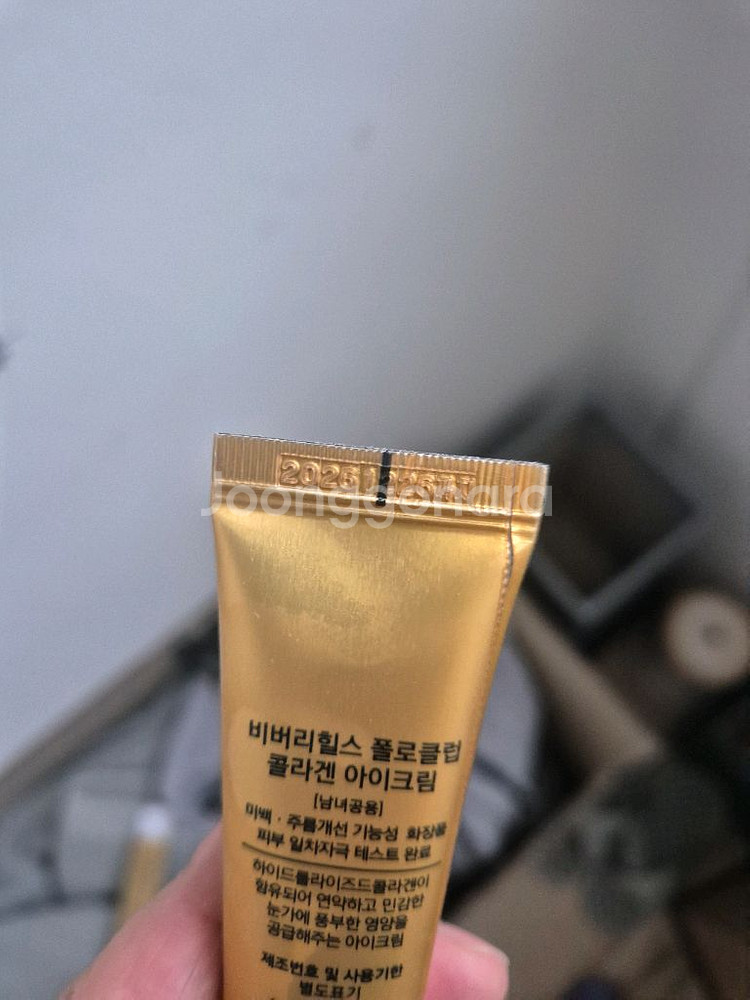 2026
Joonggonara
비버리힐스 폴로클럽
콜라겐 아이크림
[남녀공용]
미백 · 주름개선 기능성 화장품
피부 일차자극 테스트 완료
하이드롤라이즈드콜라겐이
함유되어 연약하고 민감한
눈가에 풍부한 영양을
공급해주는 아이크림
제조번호 및 사용기한
별도표기